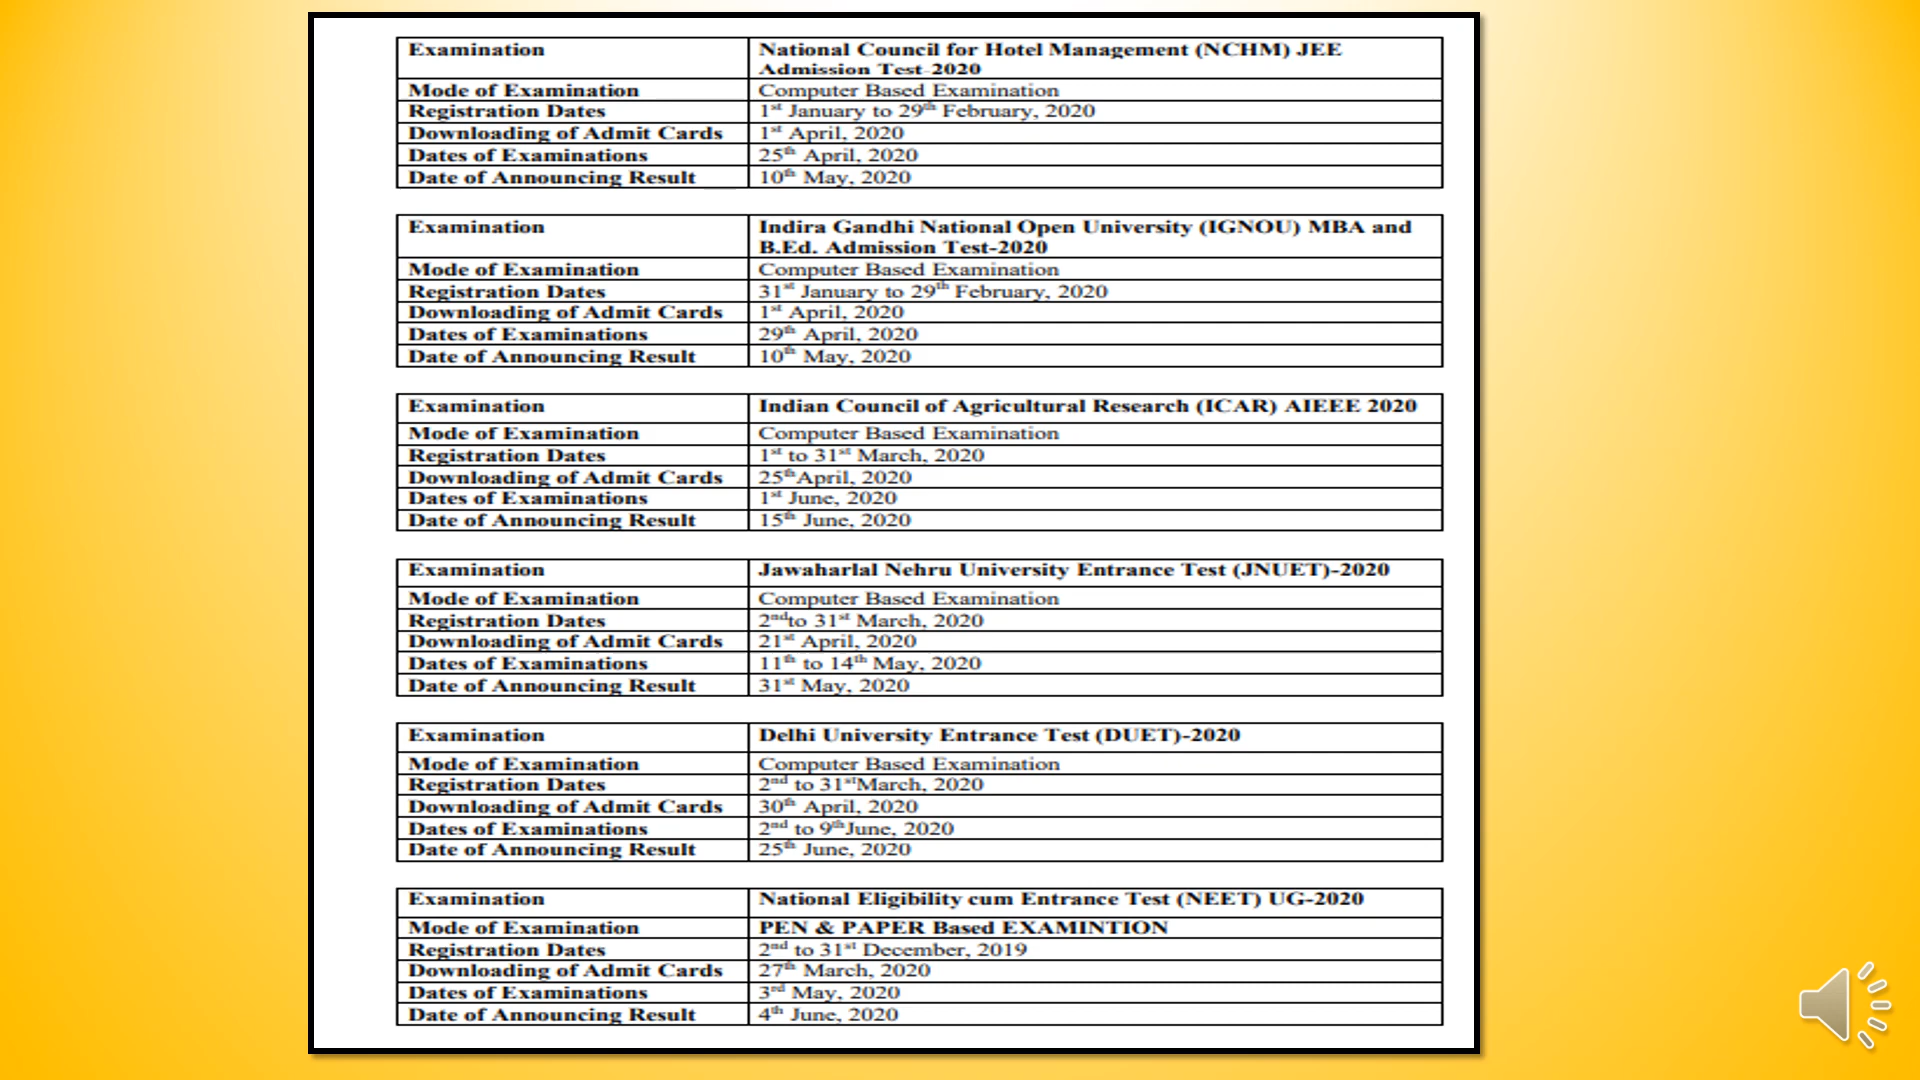 Examination National Council for Hotel Management (NCHM) JEE
Admission Test-2020
Mode of Examination Computer Based Examination
Registration Dates 1st January to 29th February, 2020
Downloading of Admit Cards 1st April, 2020
Dates of Examinations 25th April, 2020
Date of Announcing Result 10th May, 2020
Examination Indira Gandhi National Open University (IGNOU) MBA and
B.Ed. Admission Test-2020
Mode of Examination Computer Based Examination
Registration Dates 31st January to 29th February, 2020
Downloading of Admit Cards 1st April, 2020
Dates of Examinations 29th April, 2020
Date of Announcing Result 10th May, 2020
Examination Indian Council of Agricultural Research (ICAR) AIEEE 2020
Mode of Examination Computer Based Examination
Registration Dates 1st to 31st March, 2020
Downloading of Admit Cards 25thApril, 2020
Dates of Examinations 1st June, 2020
Date of Announcing Result 15th June, 2020
Examination Jawaharlal Nehru University Entrance Test (JNUET)-2020
Mode of Examination Computer Based Examination
Registration Dates 2ndto 31st March, 2020
Downloading of Admit Cards 21st April, 2020
Dates of Examinations 11th to 14th May, 2020
Date of Announcing Result 31st May, 2020
Examination Delhi University Entrance Test (DUET)-2020
Mode of Examination Computer Based Examination
Registration Dates 2nd to 31stMarch, 2020
Downloading of Admit Cards 30th April, 2020
Dates of Examinations 2nd to 9thJune, 2020
Date of Announcing Result 25th June, 2020
Examination National Eligibility cum Entrance Test (NEET) UG-2020
Mode of Examination PEN & PAPER Based EXAMINTION
Registration Dates 2nd to 31st December, 2019
Downloading of Admit Cards 27th March, 2020
Dates of Examinations 3rd May, 2020
Date of Announcing Result 4th June, 2020